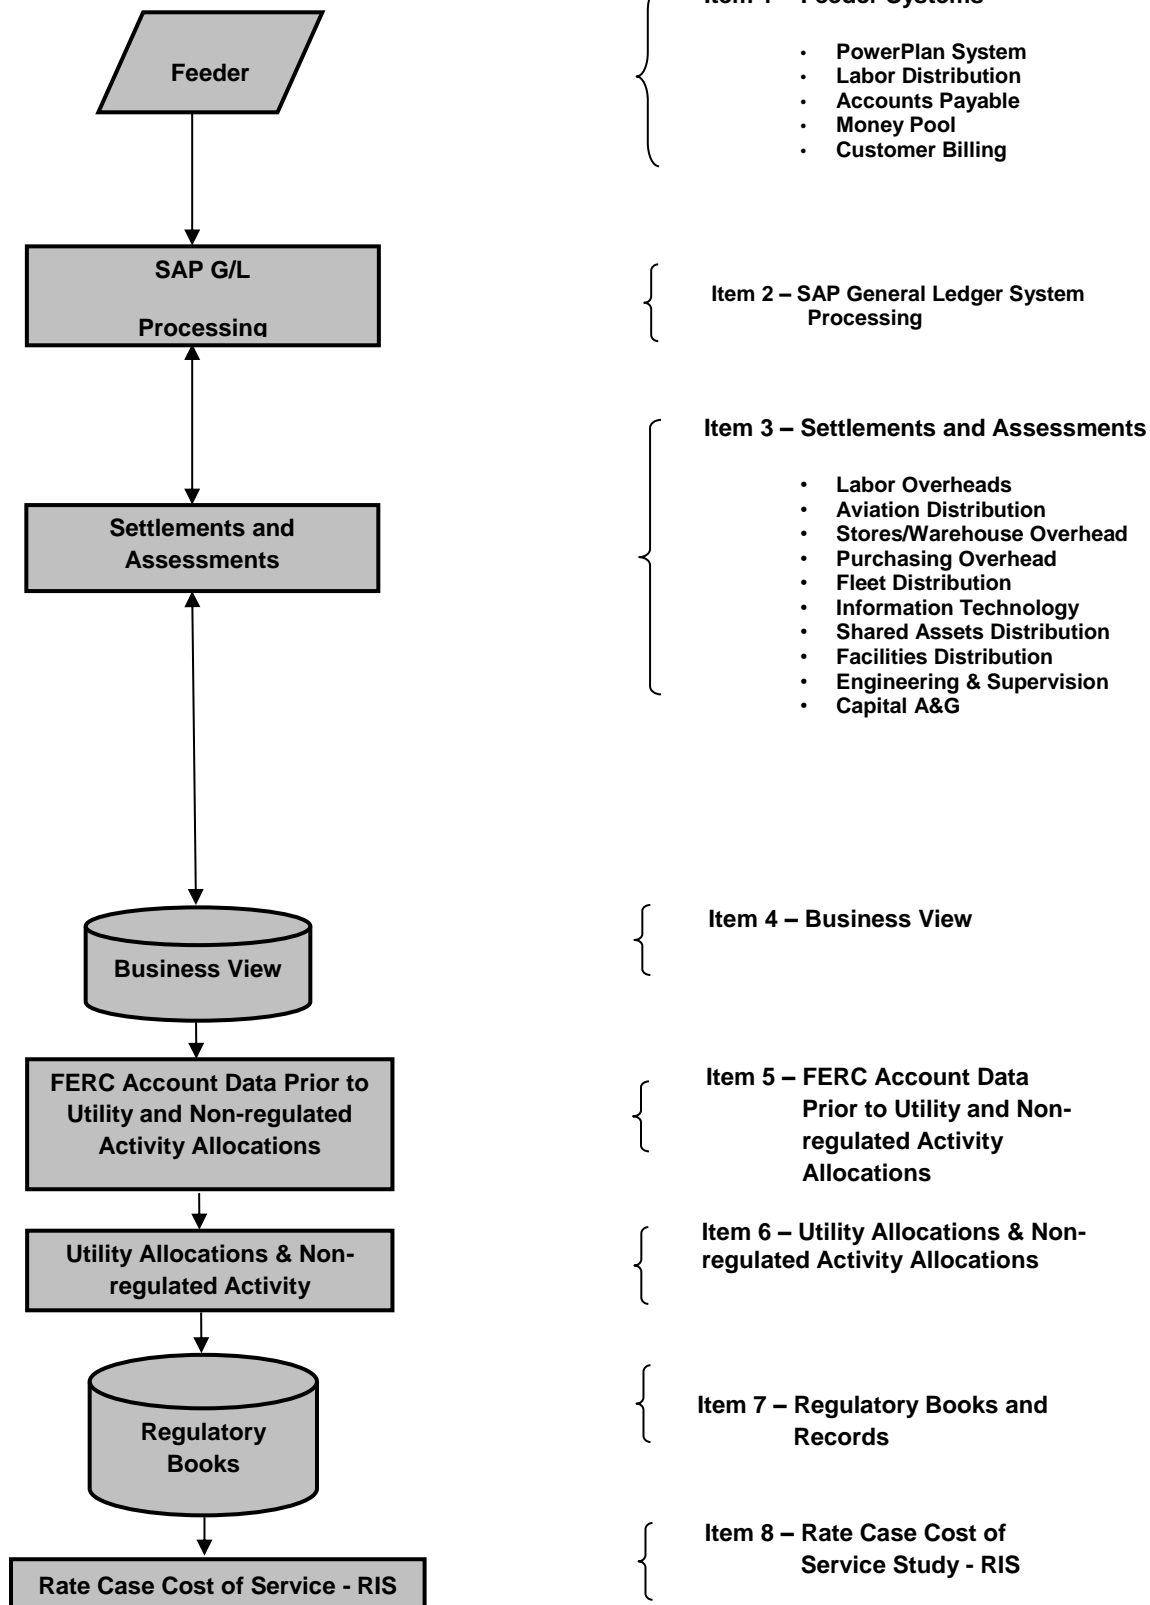 Item 1 – Feeder Systems
Feeder
• PowerPlan System
• Labor Distribution
• Accounts Payable
• Money Pool
• Customer Billing
SAP G/L
Processing
Item 2 – SAP General Ledger System
Processing
Item 3 – Settlements and Assessments
• Labor Overheads
• Aviation Distribution
• Stores/Warehouse Overhead
• Purchasing Overhead
• Fleet Distribution
• Information Technology
• Shared Assets Distribution
• Facilities Distribution
• Engineering & Supervision
• Capital A&G
Settlements and
Assessments
Item 4 – Business View
Business View
FERC Account Data Prior to
Utility and Non-regulated
Activity Allocations
Item 5 – FERC Account Data
Prior to Utility and Non-
regulated Activity
Allocations
Utility Allocations & Non-
regulated Activity
Item 6 – Utility Allocations & Non-
regulated Activity Allocations
Regulatory
Books
Item 7 – Regulatory Books and
Records
Item 8 – Rate Case Cost of
Service Study - RIS
Rate Case Cost of Service - RIS